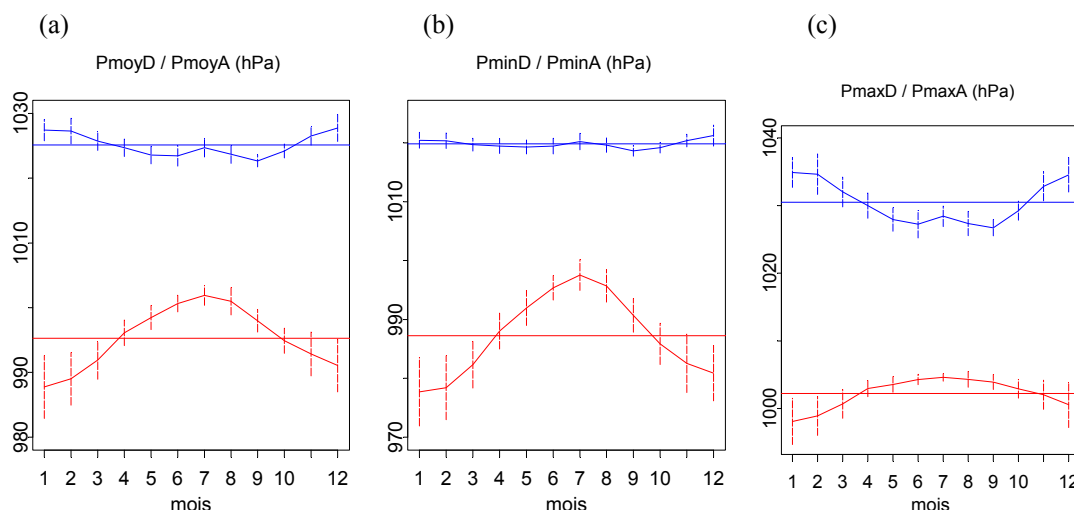 (a)
PmoyD / PmoyA (hPa)
1030
1010
990
980
1 2 3 4 5 6 7 8 9 10 12
mois
(b)
PminD / PminA (hPa)
1010
990
970
1 2 3 4 5 6 7 8 9 10 12
mois
(c)
PmaxD / PmaxA (hPa)
1040
1020
1000
1 2 3 4 5 6 7 8 9 10 12
mois